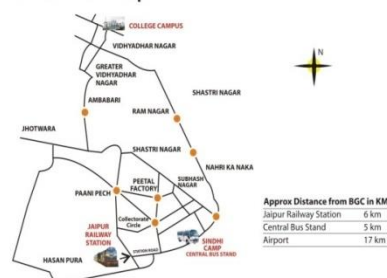 COLLEGE CAMPUS
VIDHYADHAR NAGAR
N
GREATER
VIDHYADHAR
NAGAR
SHASTRI NAGAR
AMBABARI
RAM NAGAR
JHOTWARA
SHASTRI NAGAR
NAHRI KA NAKA
PEETAL
FACTORY
SUBHASH
NAGAR
PAANI PECH
Collectorate
Circle
JAIPUR
RAILWAY
STATION
SINDHI
CAMP
CENTRAL BUS STAND
HASAN PURA
Approx Distance from BGC in KM
Jaipur Railway Station 6 km
Central Bus Stand 5 km
Airport 17 km